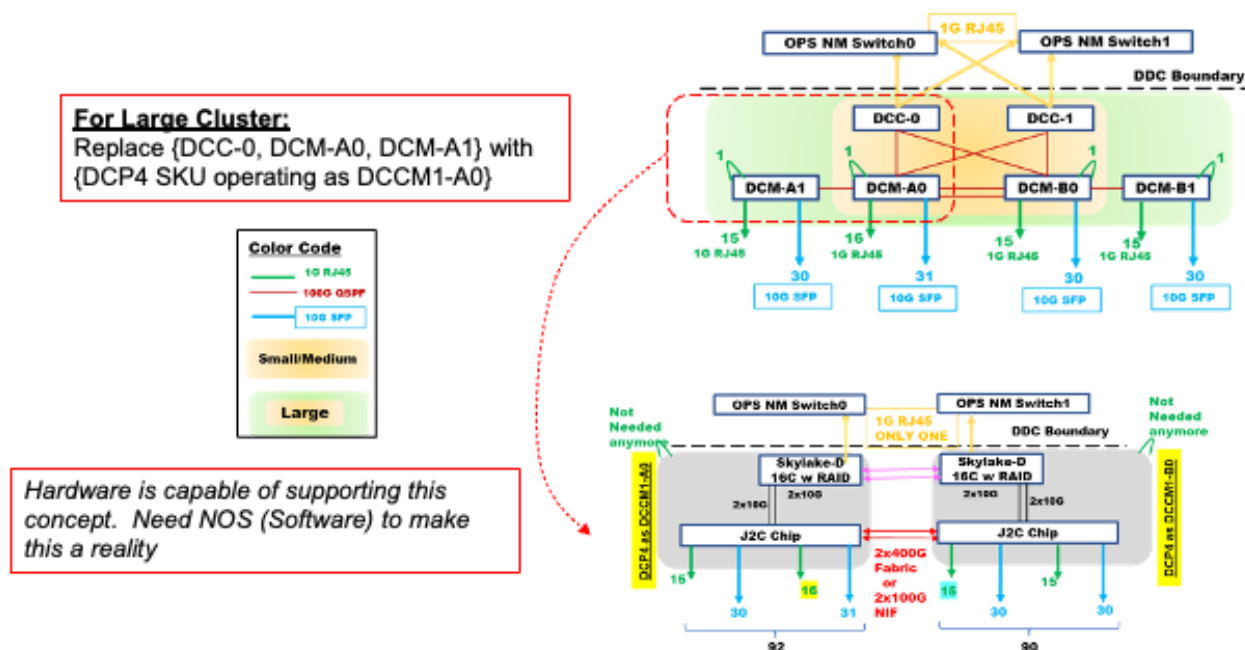 1G RJ45
OPS NM Switch0
OPS NM Switch1
DDC Boundary
For Large Cluster:
Replace {DCC-0, DCM-A0, DCM-A1} with
{DCP4 SKU operating as DCCM1-A0}
DCC-0
DCC-1
1
1
1
1
DCM-A1
DCM-A0
DCM-B0
DCM-B1
15
1G RJ45
16
1G RJ45
15
1G RJ45
15
1G RJ45
30
31
30
30
10G SFP
10G SFP
10G SFP
10G SFP
Color Code
1G RJ45
100G QSPF
10G SFP
Small/Medium
Large
OPS NM Switch0
OPS NM Switch1
1G RJ45
ONLY ONE
DDC Boundary
Not
Needed
anymore
Not
Needed
anymore
DCP4 as DCCM1-A0
DCP4 as DCCM1-B0
Skylake-D
16C w RAID
Skylake-D
16C w RAID
2x10G
2x10G
2x10G
2x10G
J2C Chip
J2C Chip
2x400G
Fabric
or
2x100G
NIF
15
30
16
31
15
30
15
30
92
90
Hardware is capable of supporting this
concept. Need NOS (Software) to make
this a reality